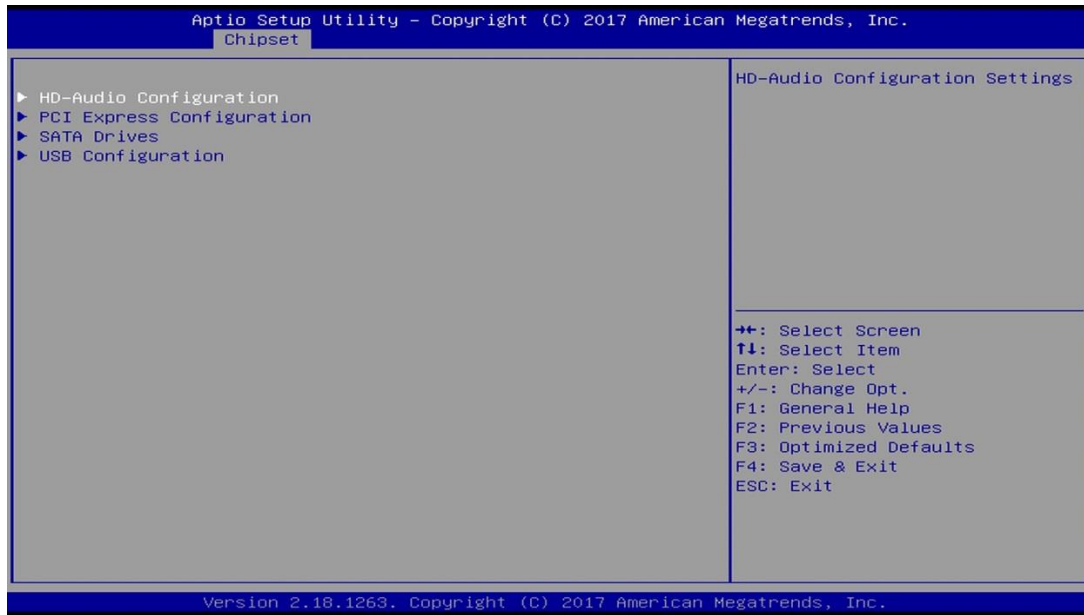 Aptio Setup Utility – Copyright (C) 2017 American Megatrends, Inc.
Chipset
► HD-Audio Configuration
► PCI Express Configuration
► SATA Drives
► USB Configuration
HD-Audio Configuration Settings
→←: Select Screen
↑↓: Select Item
Enter: Select
+/-: Change Opt.
F1: General Help
F2: Previous Values
F3: Optimized Defaults
F4: Save & Exit
ESC: Exit
Version 2.18.1263. Copyright (C) 2017 American Megatrends, Inc.